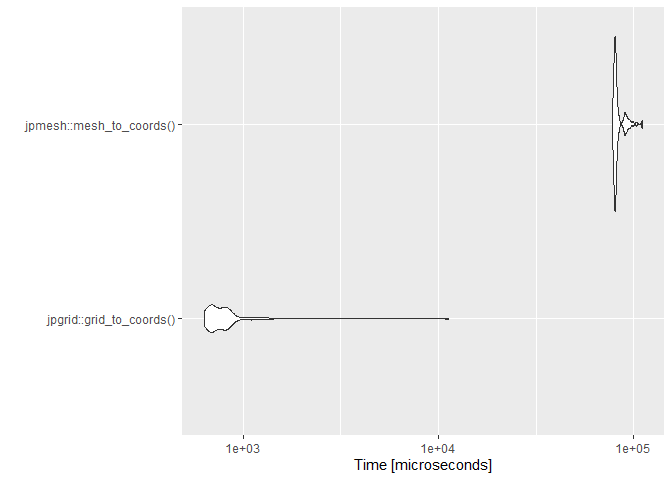 jpmesh::mesh_to_coords()
jpgrid::grid_to_coords()
1e+03 1e+04 1e+05
Time [microseconds]